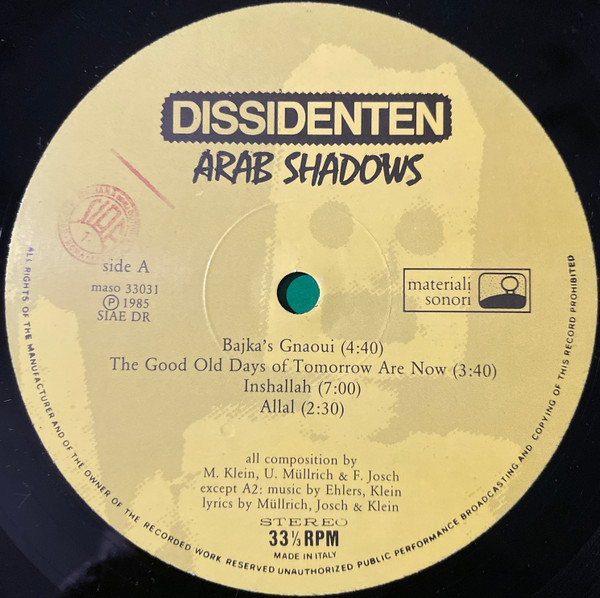 DISSIDENTEN
ARAB SHADOWS
side A
maso 33031
Ⓟ 1985
SIAE DR
materiali
sonori
Bajka's Gnaoui (4:40)
The Good Old Days of Tomorrow Are Now (3:40)
Inshallah (7:00)
Allal (2:30)
all composition by
M. Klein, U. Müllrich & F. Josch
except A2: music by Ehlers, Klein
lyrics by Müllrich, Josch & Klein
STEREO
33⅓ RPM
MADE IN ITALY
ALL RIGHTS OF THE MANUFACTURER AND OF THE OWNER OF THE RECORDED WORK RESERVED UNAUTHORIZED PUBLIC PERFORMANCE BROADCASTING AND COPYING OF THIS RECORD PROHIBITED